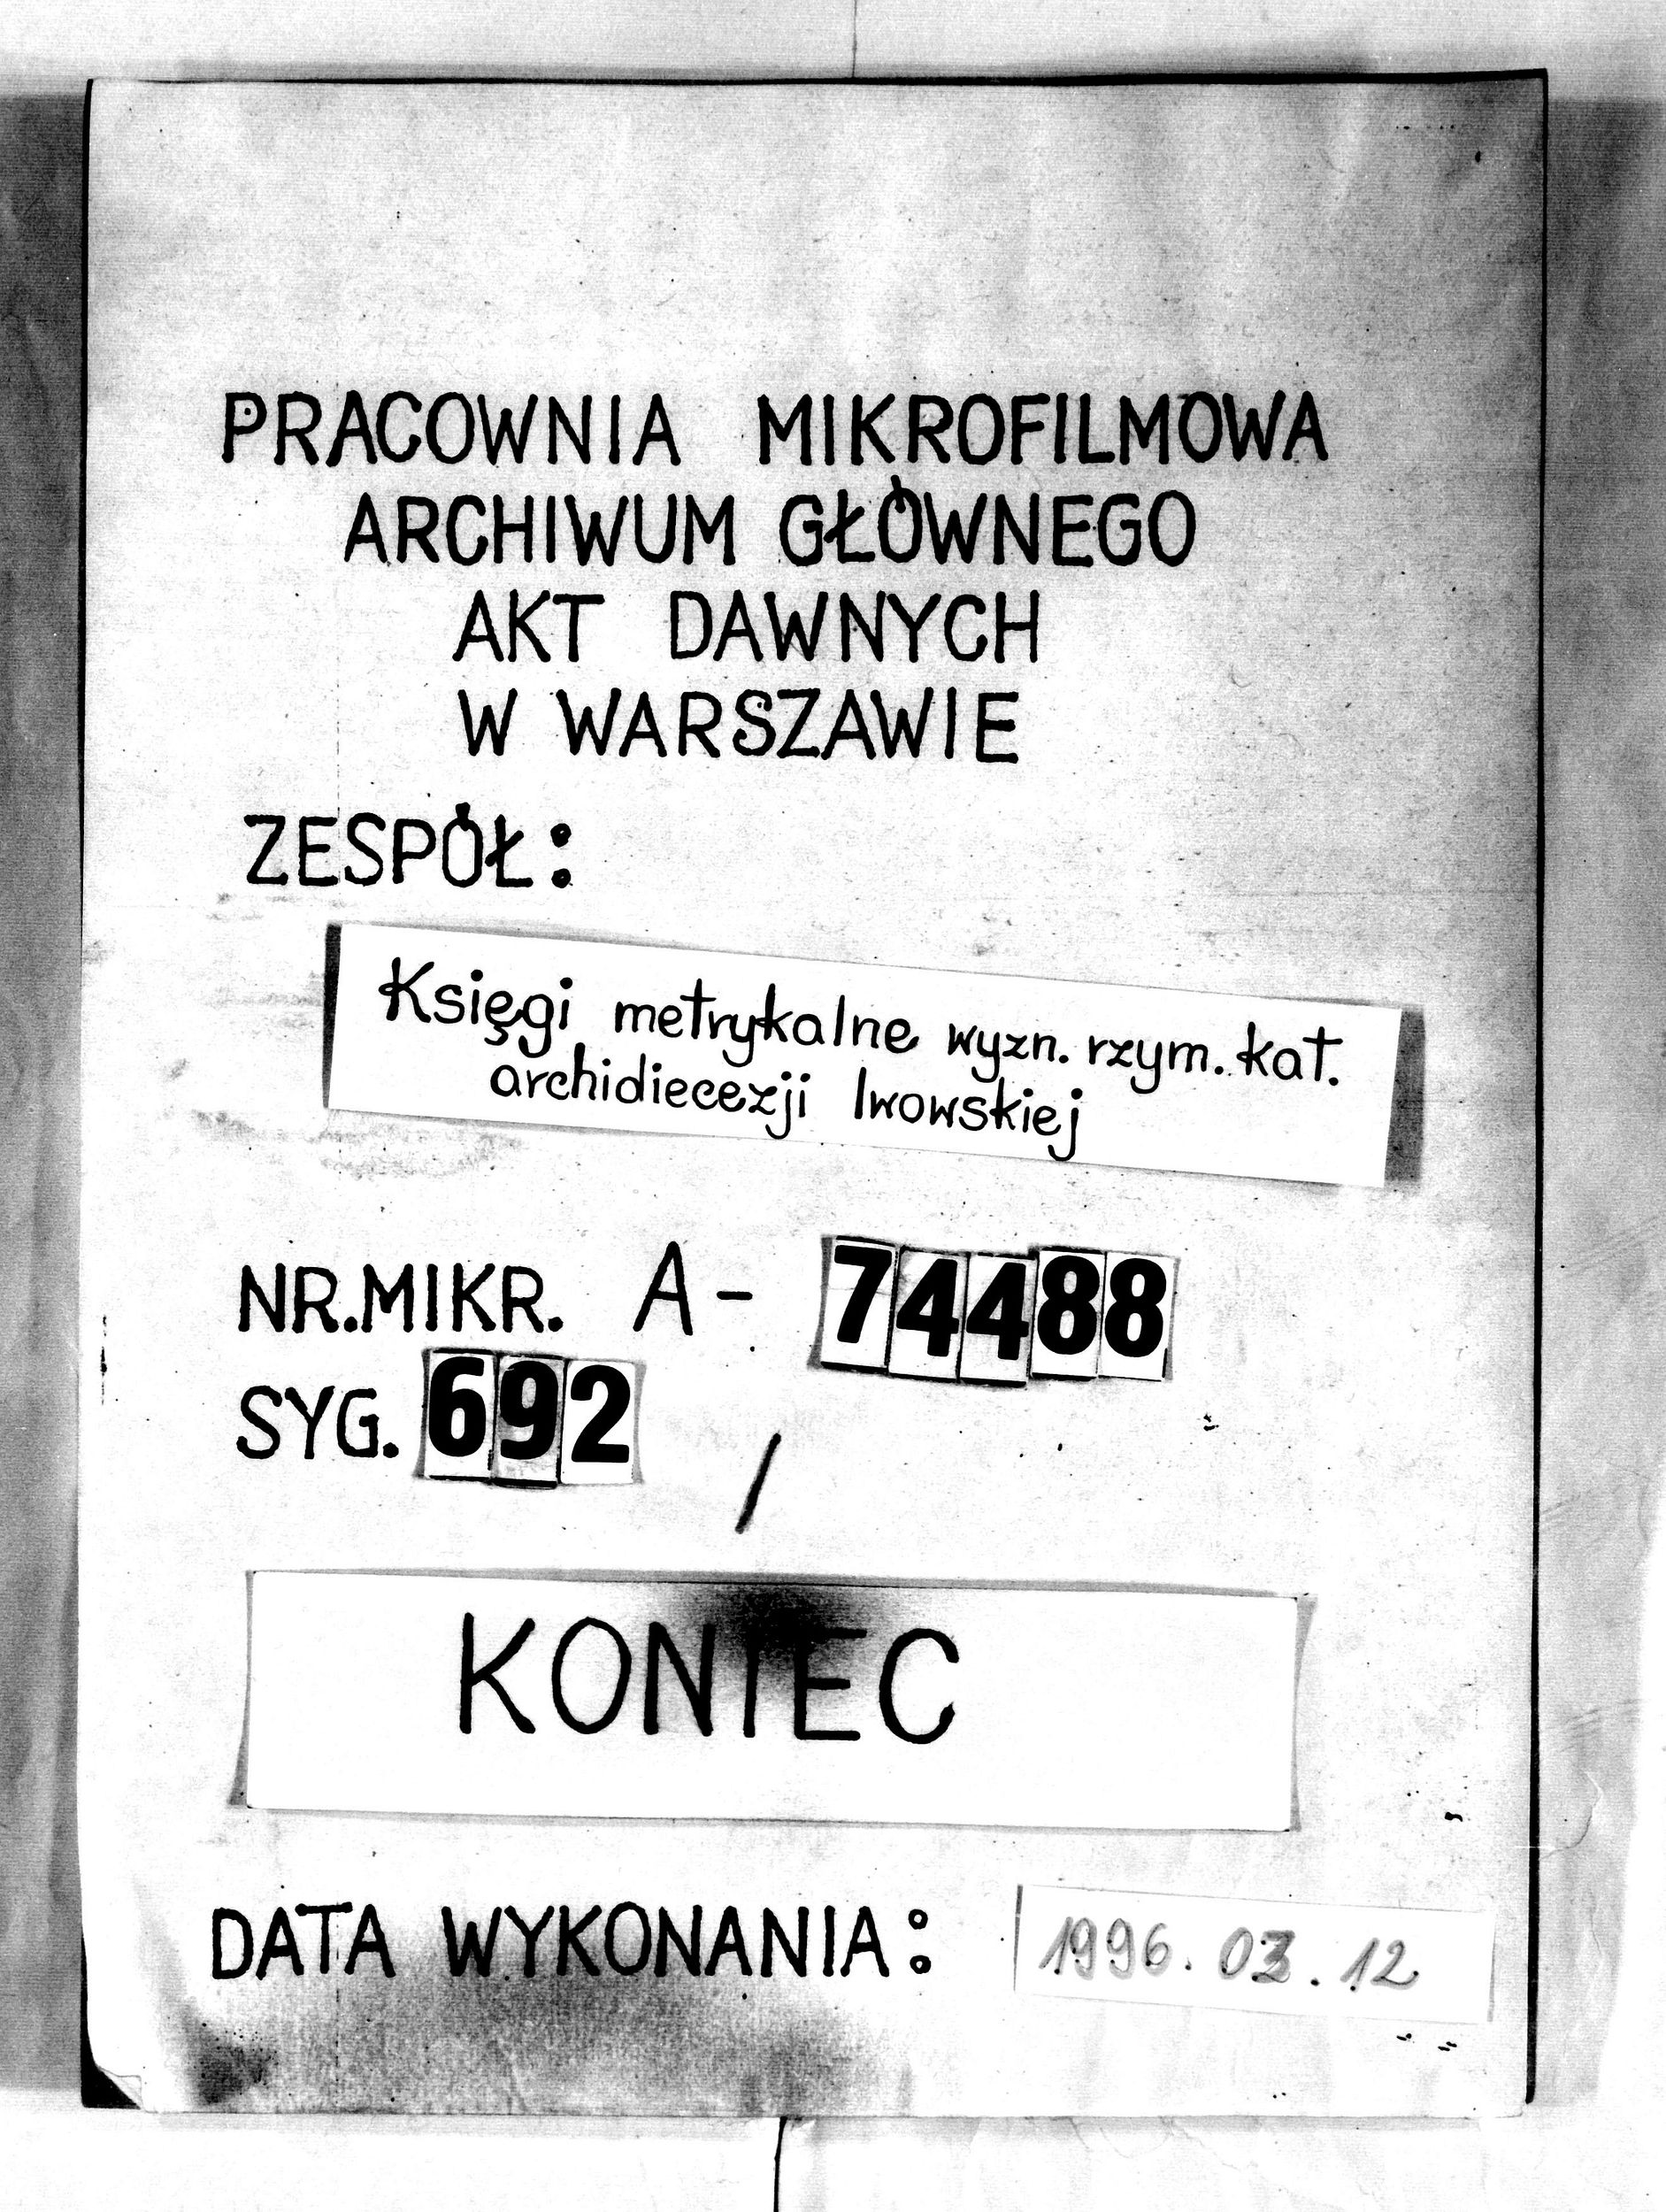 PRACOWNIA MIKROFILMOWA
ARCHIWUM GŁÓWNEGO
AKT DAWNYCH
W WARSZAWIE
ZESPÓŁ:
Księgi metrykalne wyzn. rzym. kat.
archidiecezji lwowskiej
NR.MIKR. A- 74488
SYG. 692 /
KONIEC
DATA WYKONANIA: 1996. 03. 12